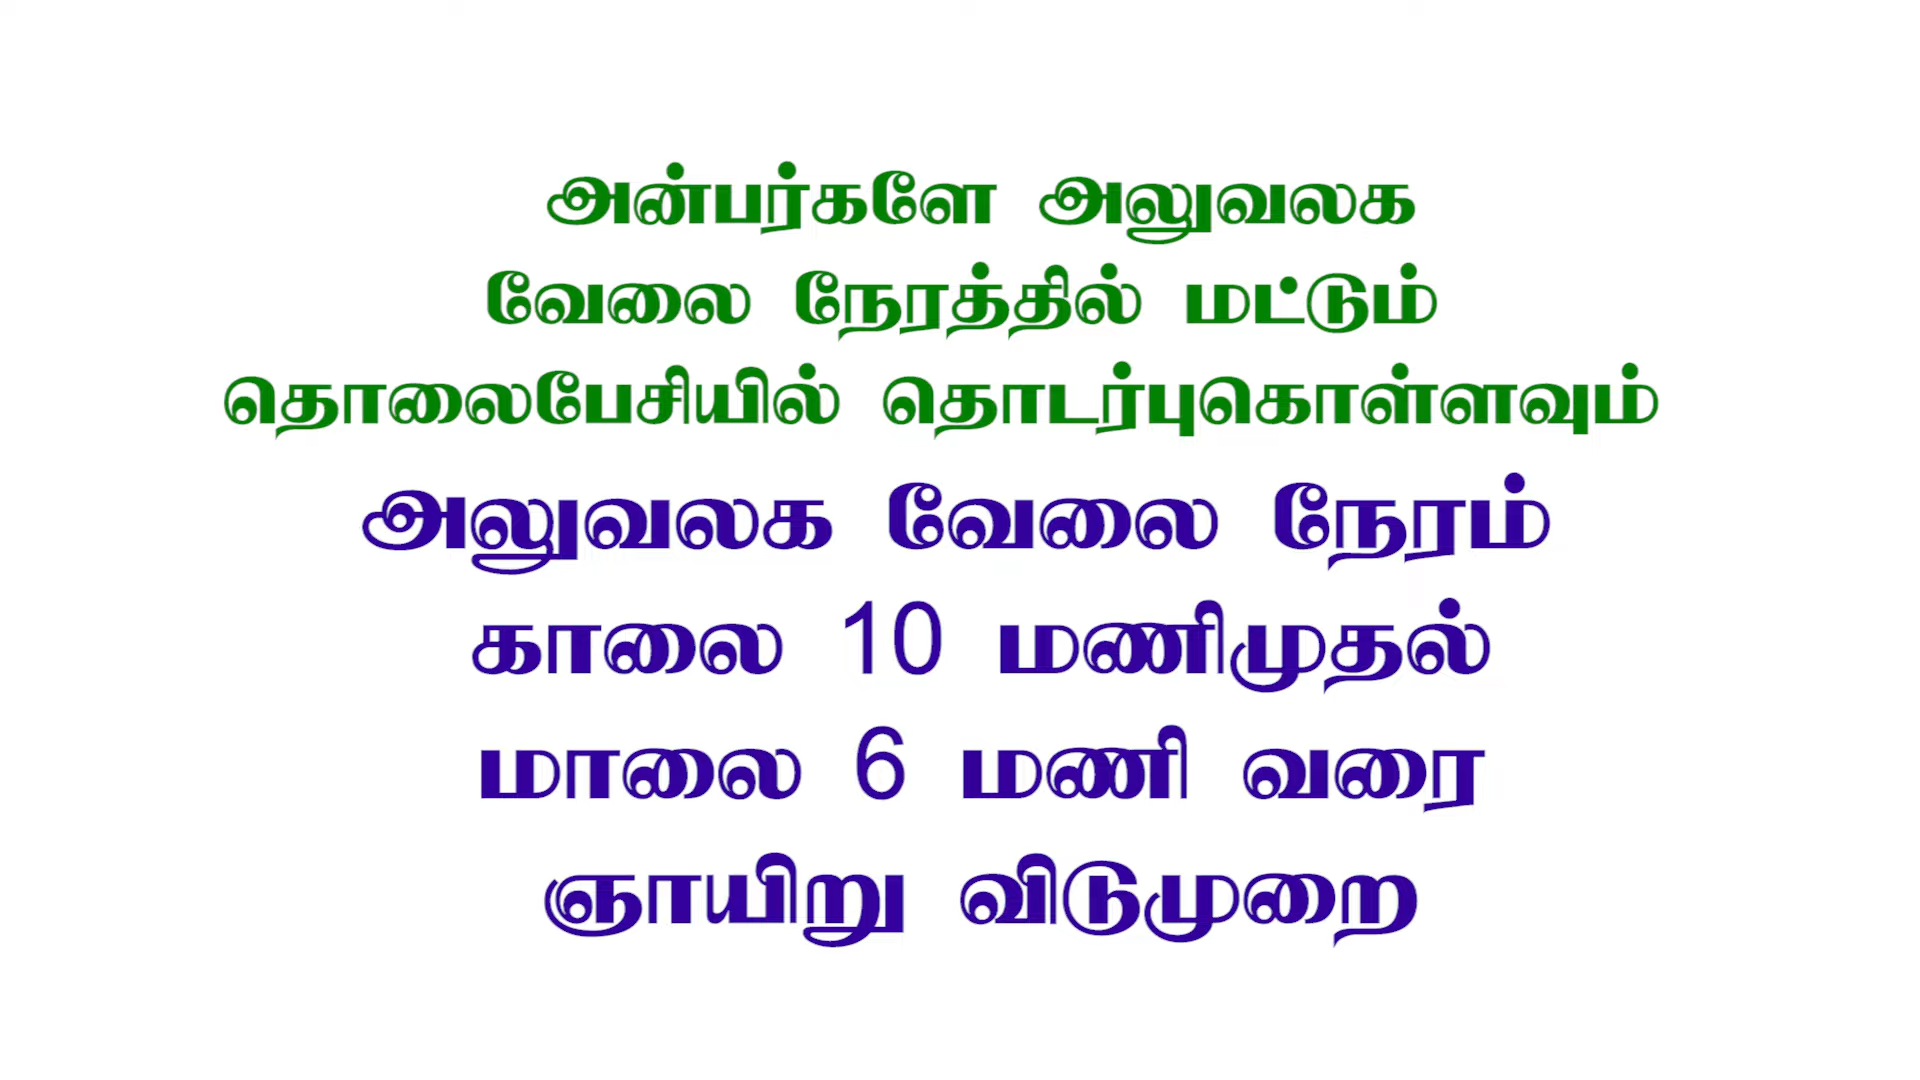 அன்பர்களே அலுவலக
வேலை நேரத்தில் மட்டும்
தொலைபேசியில் தொடர்புகொள்ளவும்
அலுவலக வேலை நேரம்
காலை 10 மணிமுதல்
மாலை 6 மணி வரை
ஞாயிறு விடுமுறை